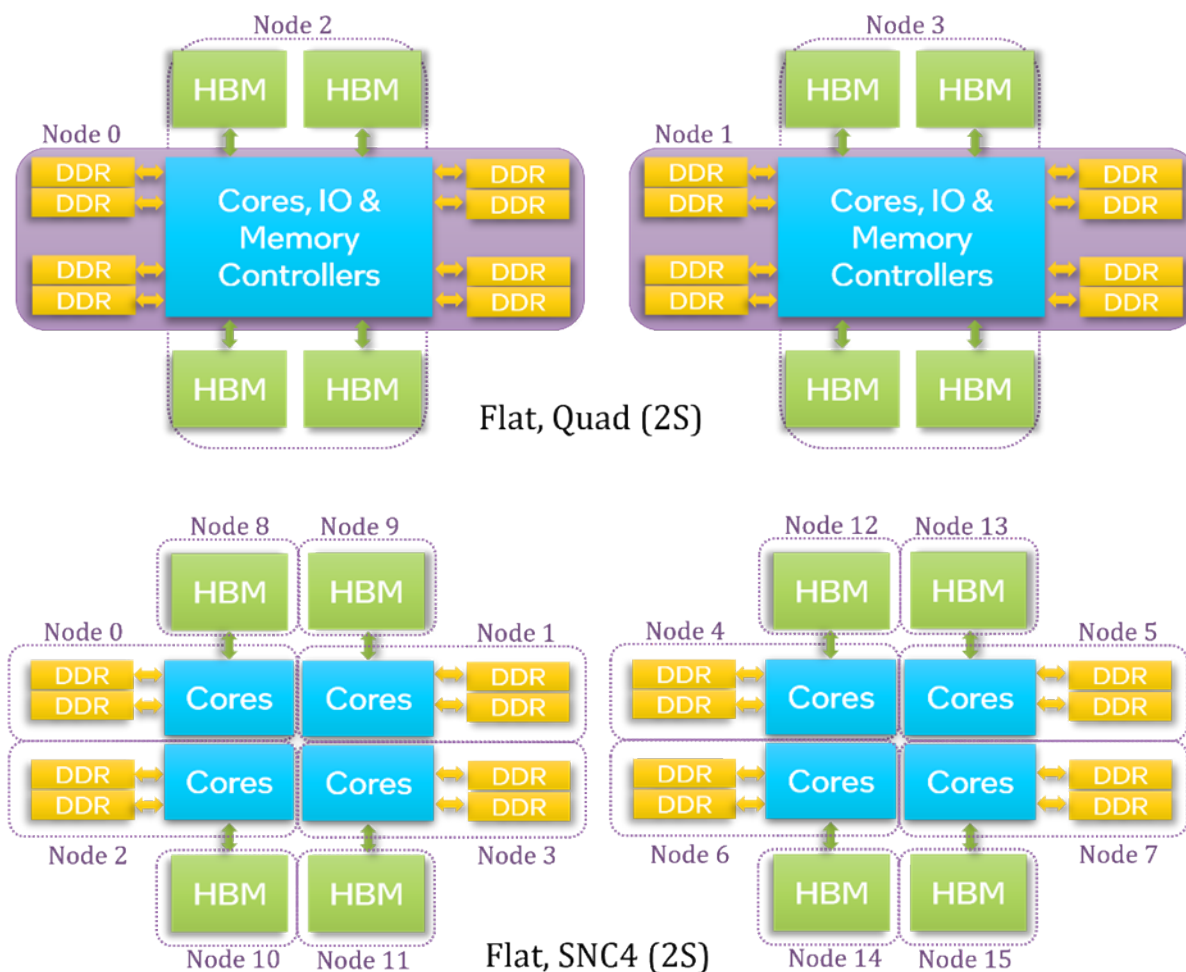 Node 2
Node 3
HBM HBM
HBM HBM
Node 0
Node 1
DDR
DDR
DDR
DDR
Cores, IO &
Memory
Controllers
DDR
DDR
DDR
DDR
DDR
DDR
DDR
DDR
Cores, IO &
Memory
Controllers
DDR
DDR
DDR
DDR
HBM HBM
HBM HBM
Flat, Quad (2S)
Node 8 Node 9
Node 12 Node 13
HBM HBM
HBM HBM
Node 0
Node 1
Node 4
Node 5
DDR
DDR
Cores Cores
DDR
DDR
DDR
DDR
Cores Cores
DDR
DDR
DDR
DDR
Cores Cores
DDR
DDR
DDR
DDR
Cores Cores
DDR
DDR
Node 2
Node 3
Node 6
Node 7
HBM HBM
HBM HBM
Node 10 Node 11
Flat, SNC4 (2S)
Node 14 Node 15